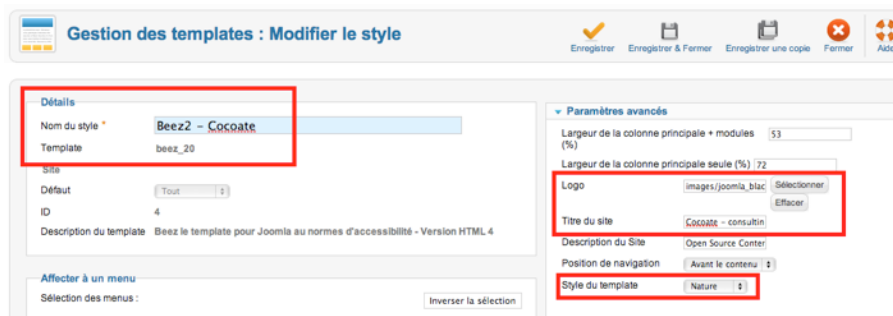 Gestion des templates : Modifier le style
Enregistrer
Enregistrer & Fermer
Enregistrer une copie
Fermer
Aide
Détails
Nom du style * Beez2 – Cocoate
Template beez_20
Site
Défaut Tout
ID 4
Description du template Beez le template pour Joomla au normes d'accessibilité - Version HTML 4
Affecter à un menu
Sélection des menus : Inverser la sélection
Paramètres avancés
Largeur de la colonne principale + modules 53
(%)
Largeur de la colonne principale seule (%) 72
Logo images/joomla_blac Sélectionner
Effacer
Titre du site Cocoate – consultin
Description du Site Open Source Conter
Position de navigation Avant le contenu
Style du template Nature